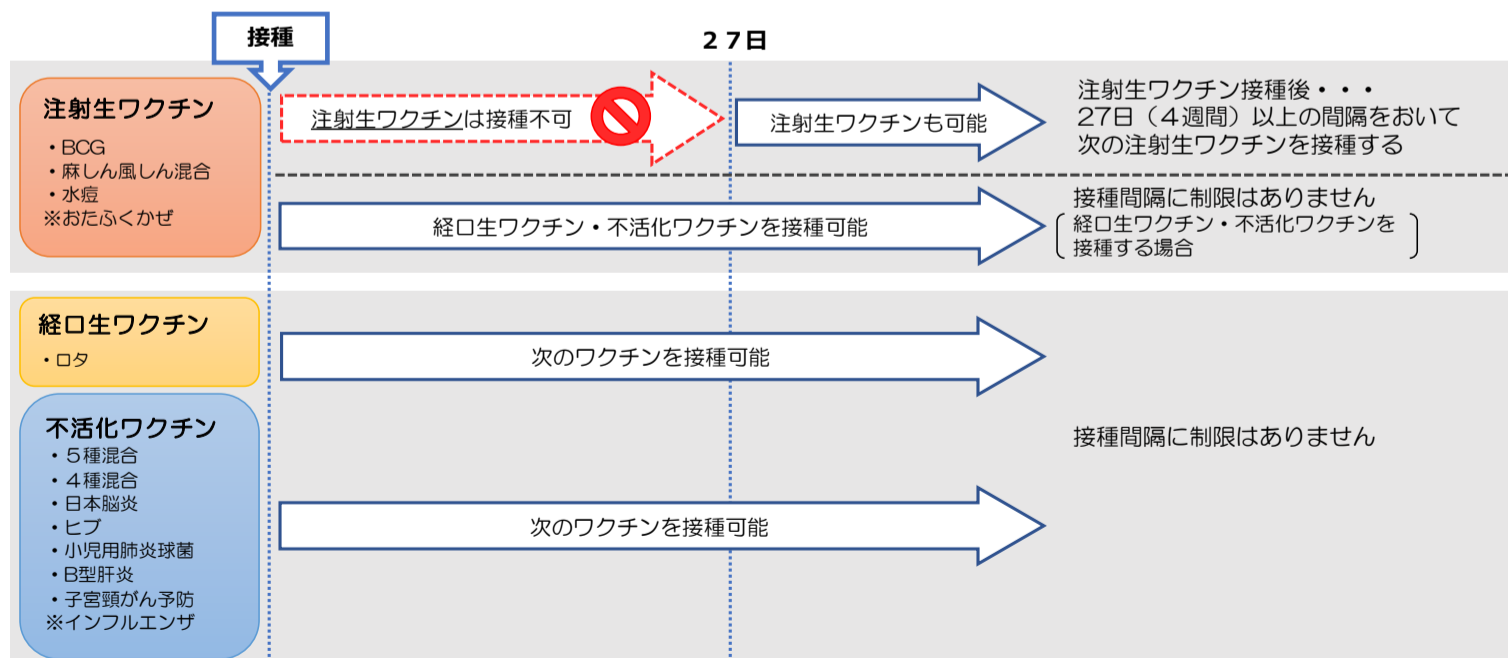 接種
27日
注射生ワクチン
・BCG
・麻しん風しん混合
・水痘
※おたふくかぜ
注射生ワクチンは接種不可
注射生ワクチンも可能
注射生ワクチン接種後・・・
27日（４週間）以上の間隔をおいて
次の注射生ワクチンを接種する
経口生ワクチン・不活化ワクチンを接種可能
接種間隔に制限はありません
経口生ワクチン・不活化ワクチンを
接種する場合
経口生ワクチン
・ロタ
次のワクチンを接種可能
不活化ワクチン
・５種混合
・４種混合
・日本脳炎
・ヒブ
・小児用肺炎球菌
・B型肝炎
・子宮頸がん予防
※インフルエンザ
次のワクチンを接種可能
接種間隔に制限はありません